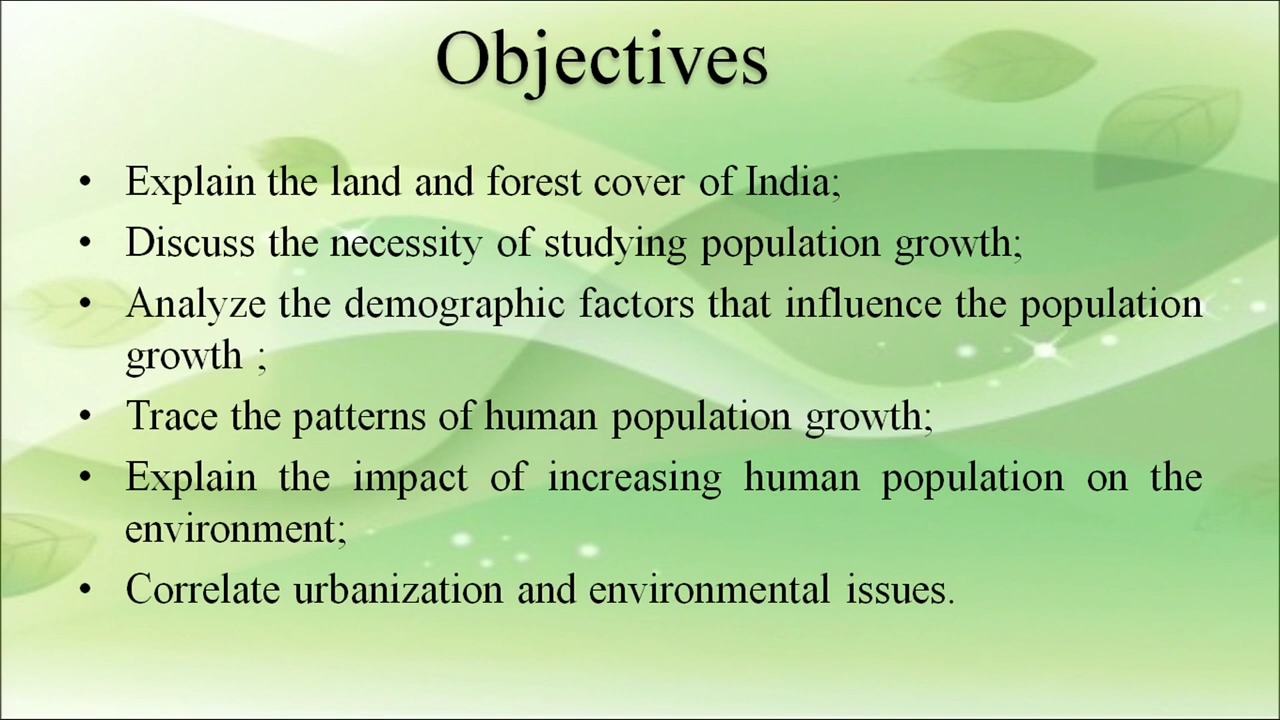 Objectives
• Explain the land and forest cover of India;
• Discuss the necessity of studying population growth;
• Analyze the demographic factors that influence the population
growth ;
• Trace the patterns of human population growth;
• Explain the impact of increasing human population on the
environment;
• Correlate urbanization and environmental issues.